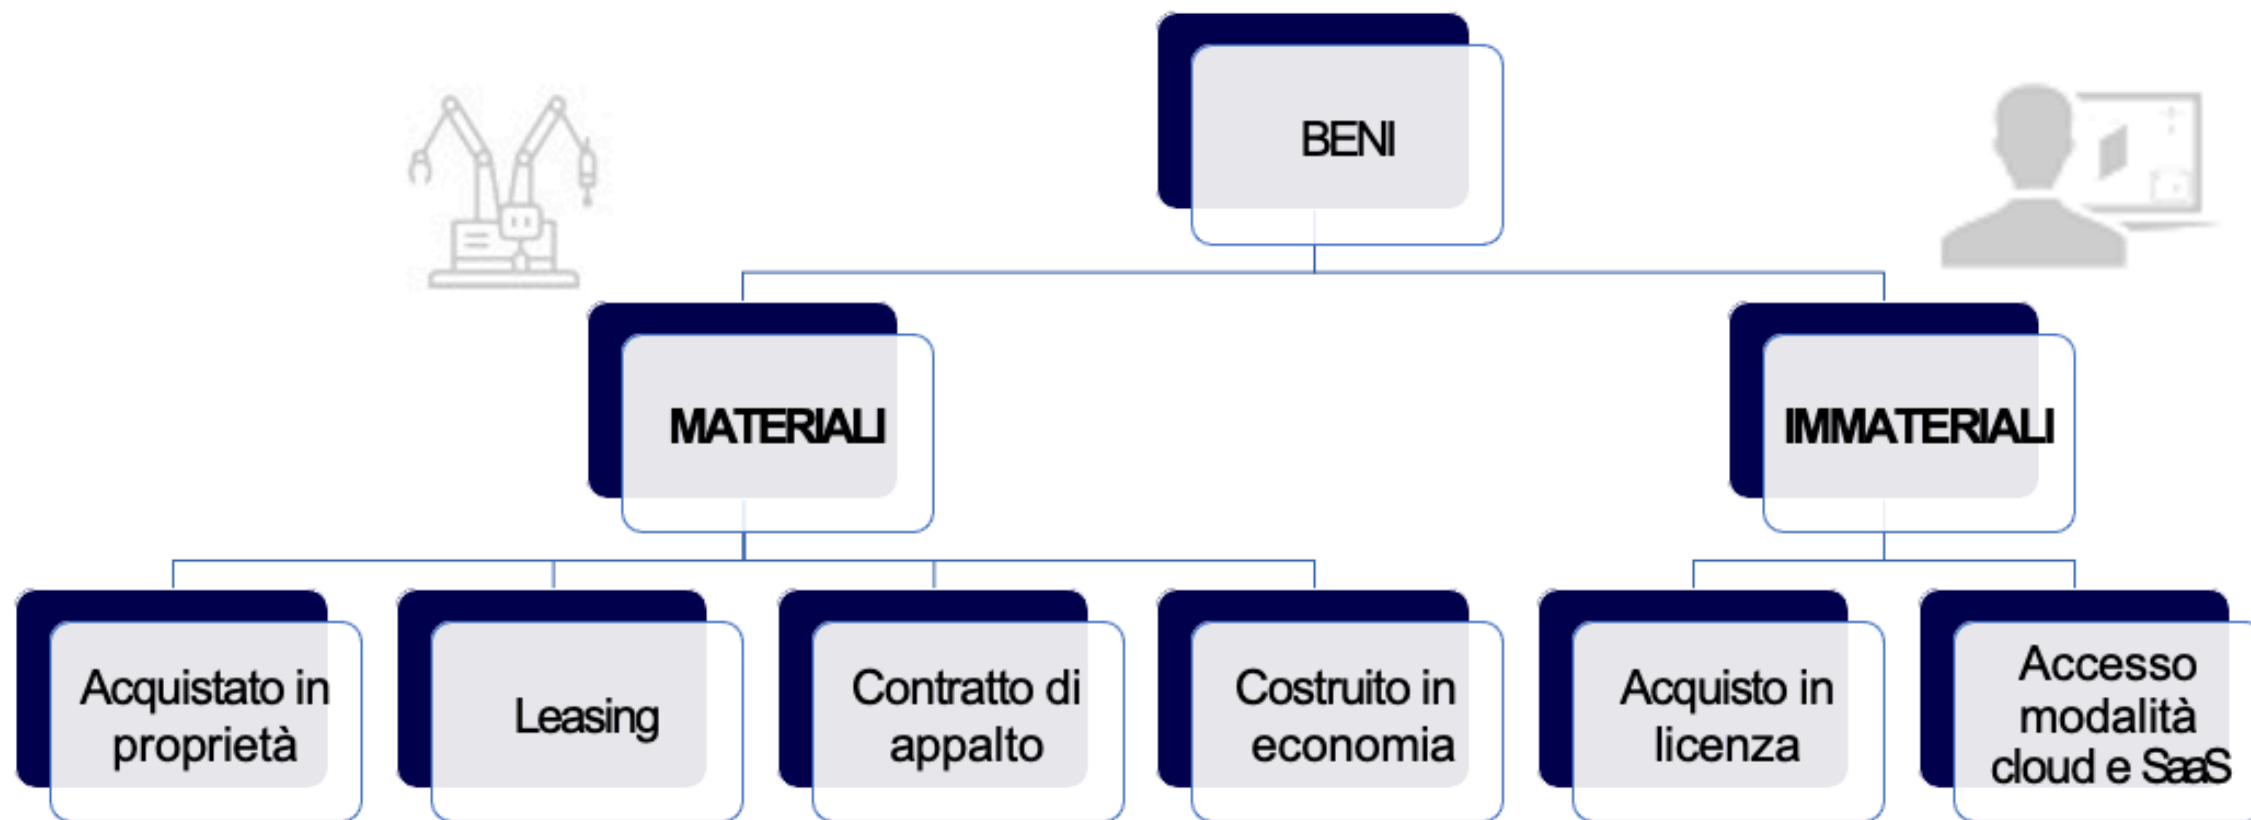 BENI
MATERIALI
IMMATERIALI
Acquistato in
proprietà
Leasing
Contratto di
appalto
Costruito in
economia
Acquisto in
licenza
Accesso
modalità
cloud e SaaS